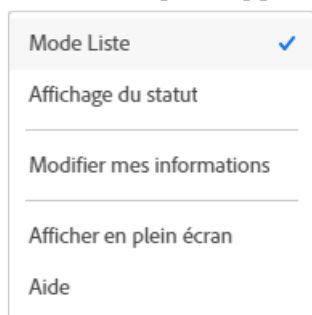 Mode Liste
Affichage du statut
Modifier mes informations
Afficher en plein écran
Aide